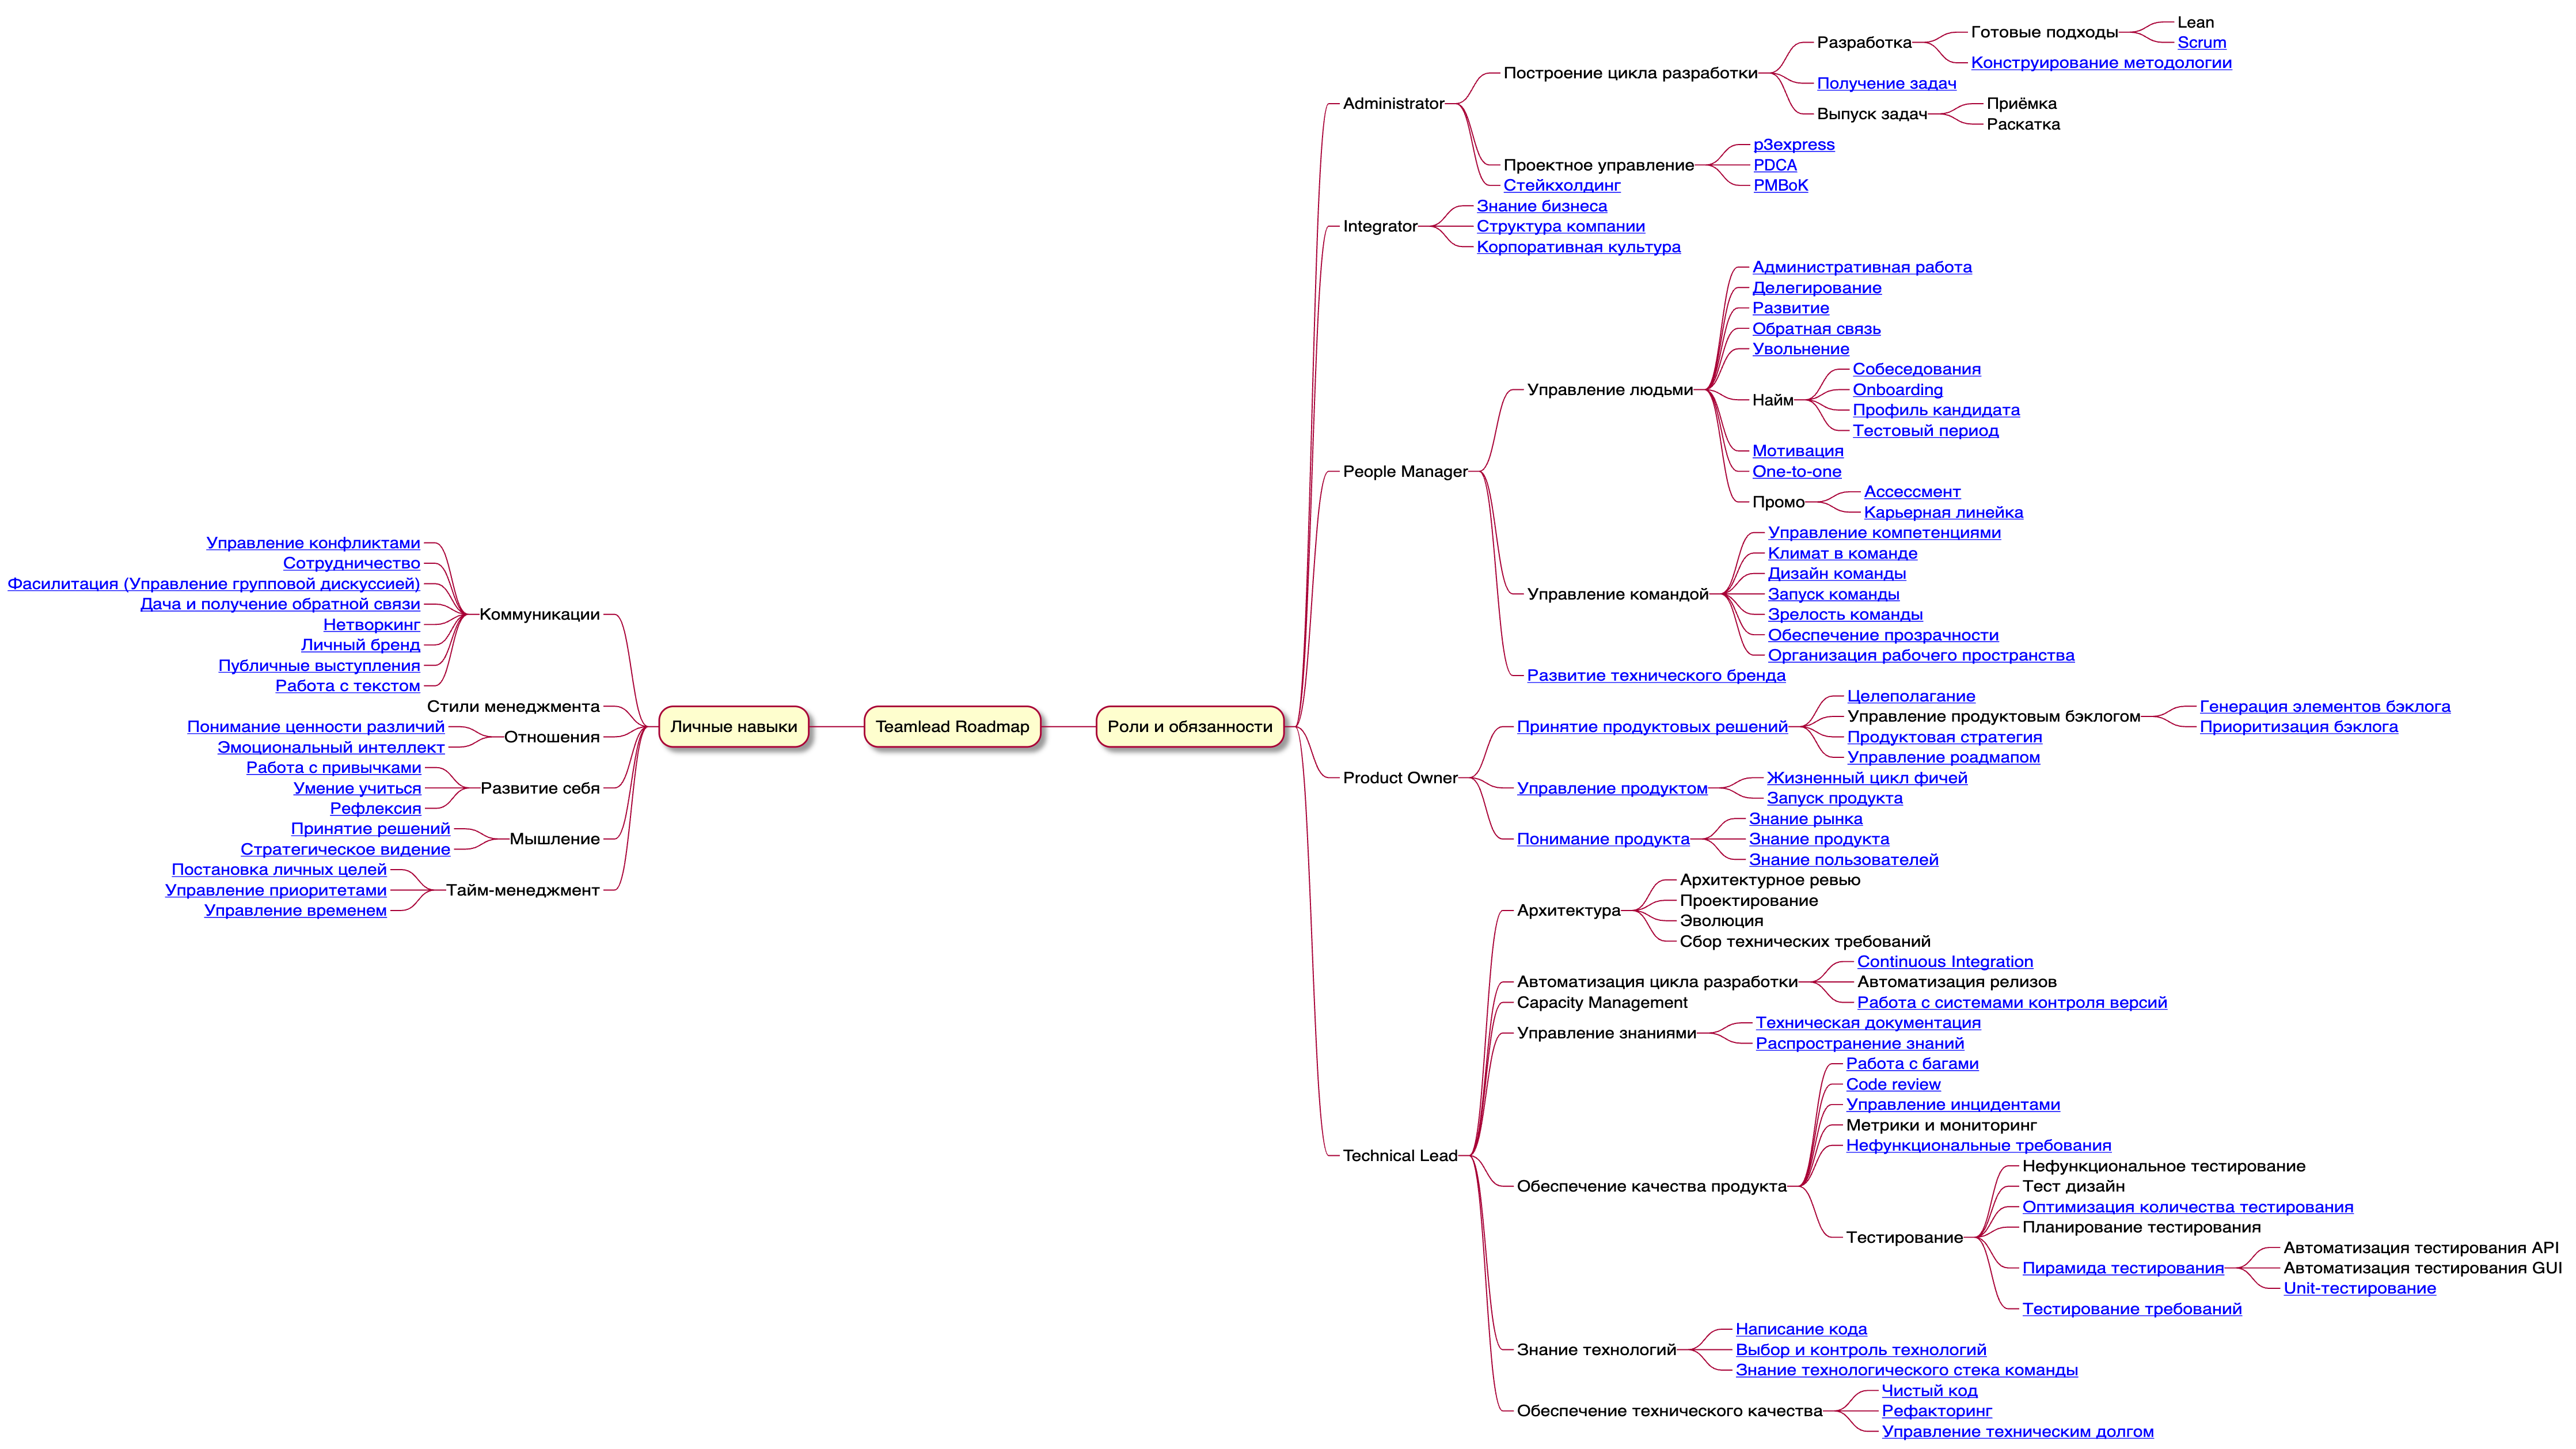 Teamlead Roadmap
Личные навыки
Коммуникации
Управление конфликтами
Сотрудничество
Фасилитация (Управление групповой дискуссией)
Дача и получение обратной связи
Нетворкинг
Личный бренд
Публичные выступления
Работа с текстом
Стили менеджмента
Отношения
Понимание ценности различий
Эмоциональный интеллект
Развитие себя
Работа с привычками
Умение учиться
Рефлексия
Мышление
Принятие решений
Стратегическое видение
Тайм-менеджмент
Постановка личных целей
Управление приоритетами
Управление временем
Роли и обязанности
Administrator
Построение цикла разработки
Разработка
Готовые подходы
Lean
Scrum
Конструирование методологии
Получение задач
Выпуск задач
Приёмка
Раскатка
Проектное управление
p3express
PDCA
PMBoK
Стейкхолдинг
Integrator
Знание бизнеса
Структура компании
Корпоративная культура
People Manager
Управление людьми
Административная работа
Делегирование
Развитие
Обратная связь
Увольнение
Найм
Собеседования
Onboarding
Профиль кандидата
Тестовый период
Мотивация
One-to-one
Промо
Ассессмент
Карьерная линейка
Управление командой
Управление компетенциями
Климат в команде
Дизайн команды
Запуск команды
Зрелость команды
Обеспечение прозрачности
Организация рабочего пространства
Развитие технического бренда
Product Owner
Принятие продуктовых решений
Целеполагание
Управление продуктовым бэклогом
Генерация элементов бэклога
Приоритизация бэклога
Продуктовая стратегия
Управление роадмапом
Управление продуктом
Жизненный цикл фичей
Запуск продукта
Понимание продукта
Знание рынка
Знание продукта
Знание пользователей
Technical Lead
Архитектура
Архитектурное ревью
Проектирование
Эволюция
Сбор технических требований
Автоматизация цикла разработки
Continuous Integration
Автоматизация релизов
Работа с системами контроля версий
Capacity Management
Управление знаниями
Техническая документация
Распространение знаний
Обеспечение качества продукта
Работа с багами
Code review
Управление инцидентами
Метрики и мониторинг
Нефункциональные требования
Тестирование
Нефункциональное тестирование
Тест дизайн
Оптимизация количества тестирования
Планирование тестирования
Пирамида тестирования
Автоматизация тестирования API
Автоматизация тестирования GUI
Unit-тестирование
Тестирование требований
Знание технологий
Написание кода
Выбор и контроль технологий
Знание технологического стека команды
Обеспечение технического качества
Чистый код
Рефакторинг
Управление техническим долгом